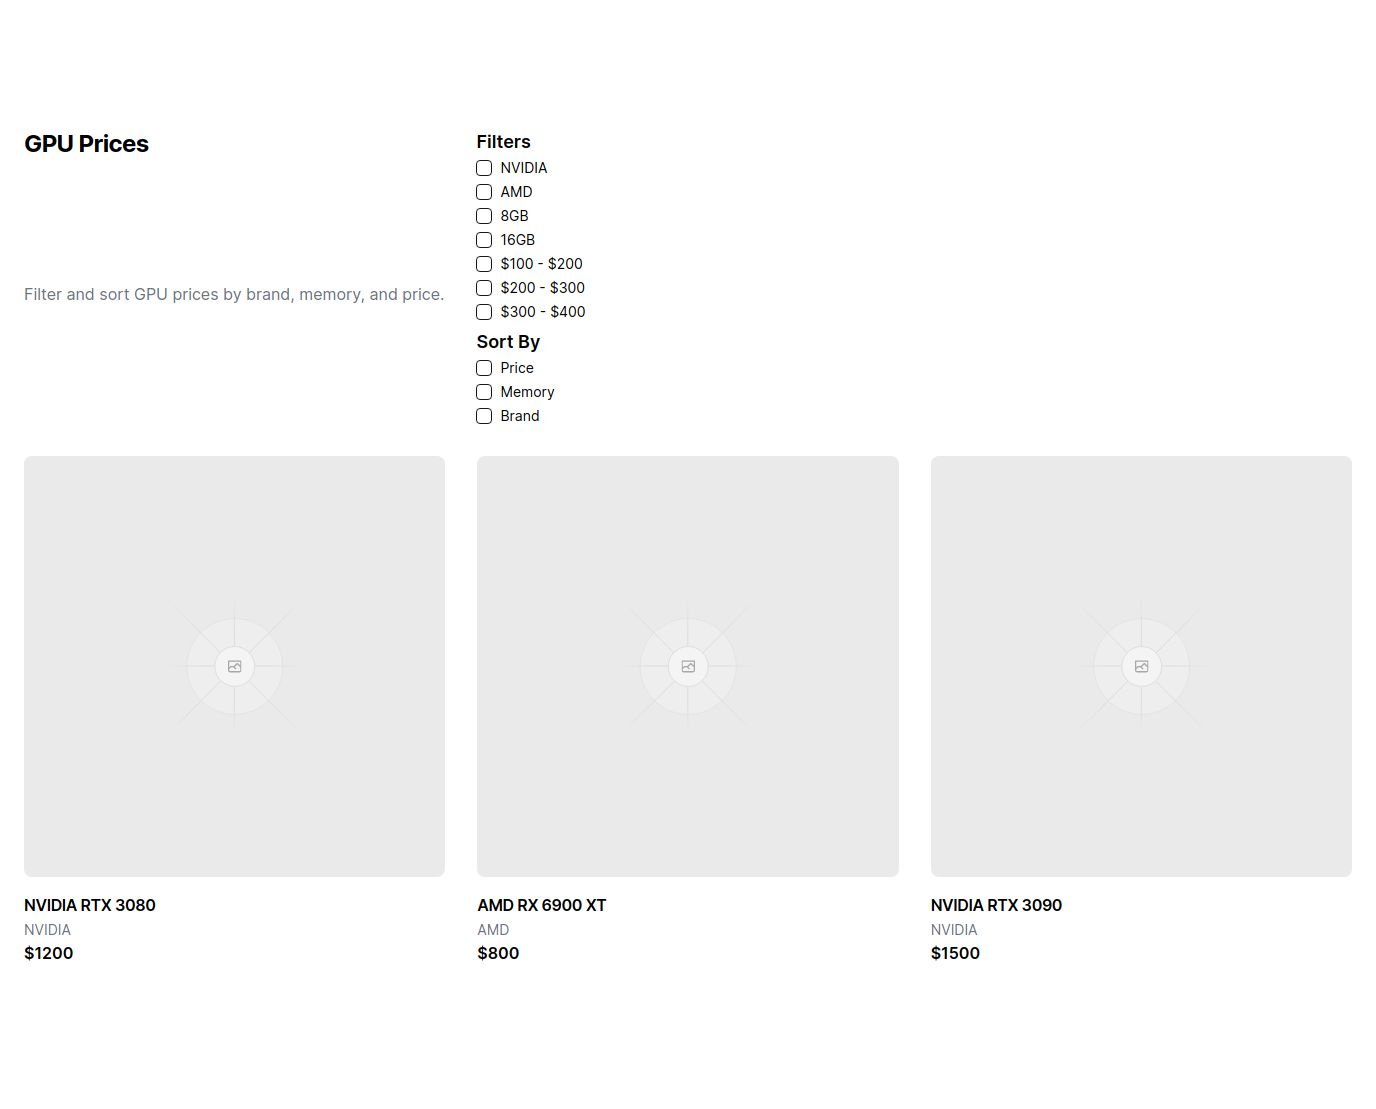 GPU Prices
Filter and sort GPU prices by brand, memory, and price.
Filters
NVIDIA
AMD
8GB
16GB
$100 - $200
$200 - $300
$300 - $400
Sort By
Price
Memory
Brand
NVIDIA RTX 3080
NVIDIA
$1200
AMD RX 6900 XT
AMD
$800
NVIDIA RTX 3090
NVIDIA
$1500